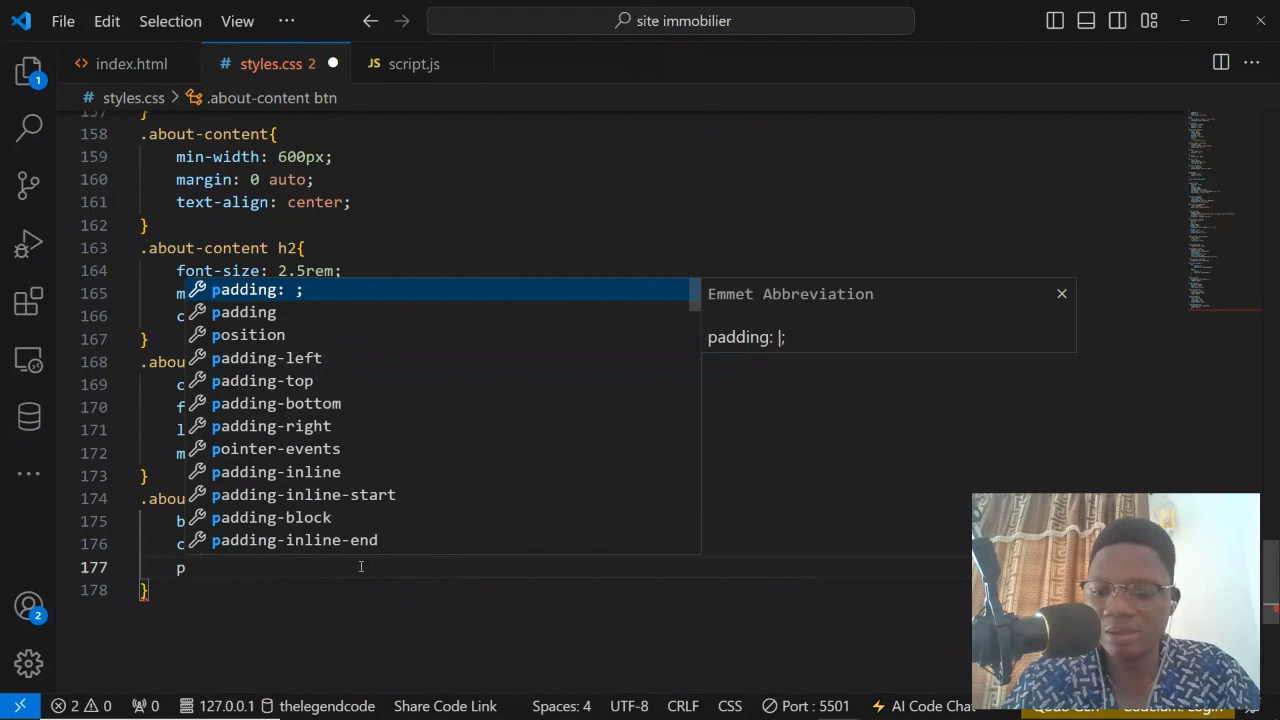 File Edit Selection View ··· site immobilier
index.html # styles.css 2 JS script.js
1
# styles.css > .about-content btn
157 }
158 .about-content{
159 min-width: 600px;
160 margin: 0 auto;
161 text-align: center;
162 }
163 .about-content h2{
164 font-size: 2.5rem;
165 m
166 c
167 }
168 .abou
169 c
170 f
171 l
172 m
173 }
174 .abou
175 b
176 c
177 p
178 }
padding: ;
padding
position
padding-left
padding-top
padding-bottom
padding-right
pointer-events
padding-inline
padding-inline-start
padding-block
padding-inline-end
Emmet Abbreviation
padding: |;
2
2 0 0 127.0.0.1 thelegendcode Share Code Link Spaces: 4 UTF-8 CRLF CSS Port : 5501 AI Code Chat